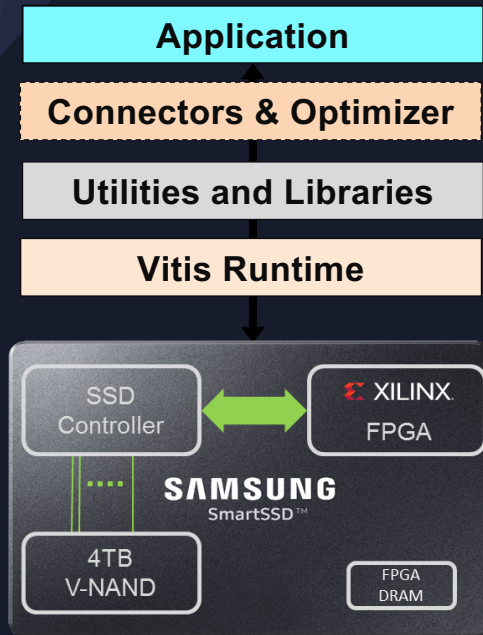 Application
Connectors & Optimizer
Utilities and Libraries
Vitis Runtime
SSD
Controller
XILINX
FPGA
SAMSUNG
SmartSSD™
4TB
V-NAND
FPGA
DRAM